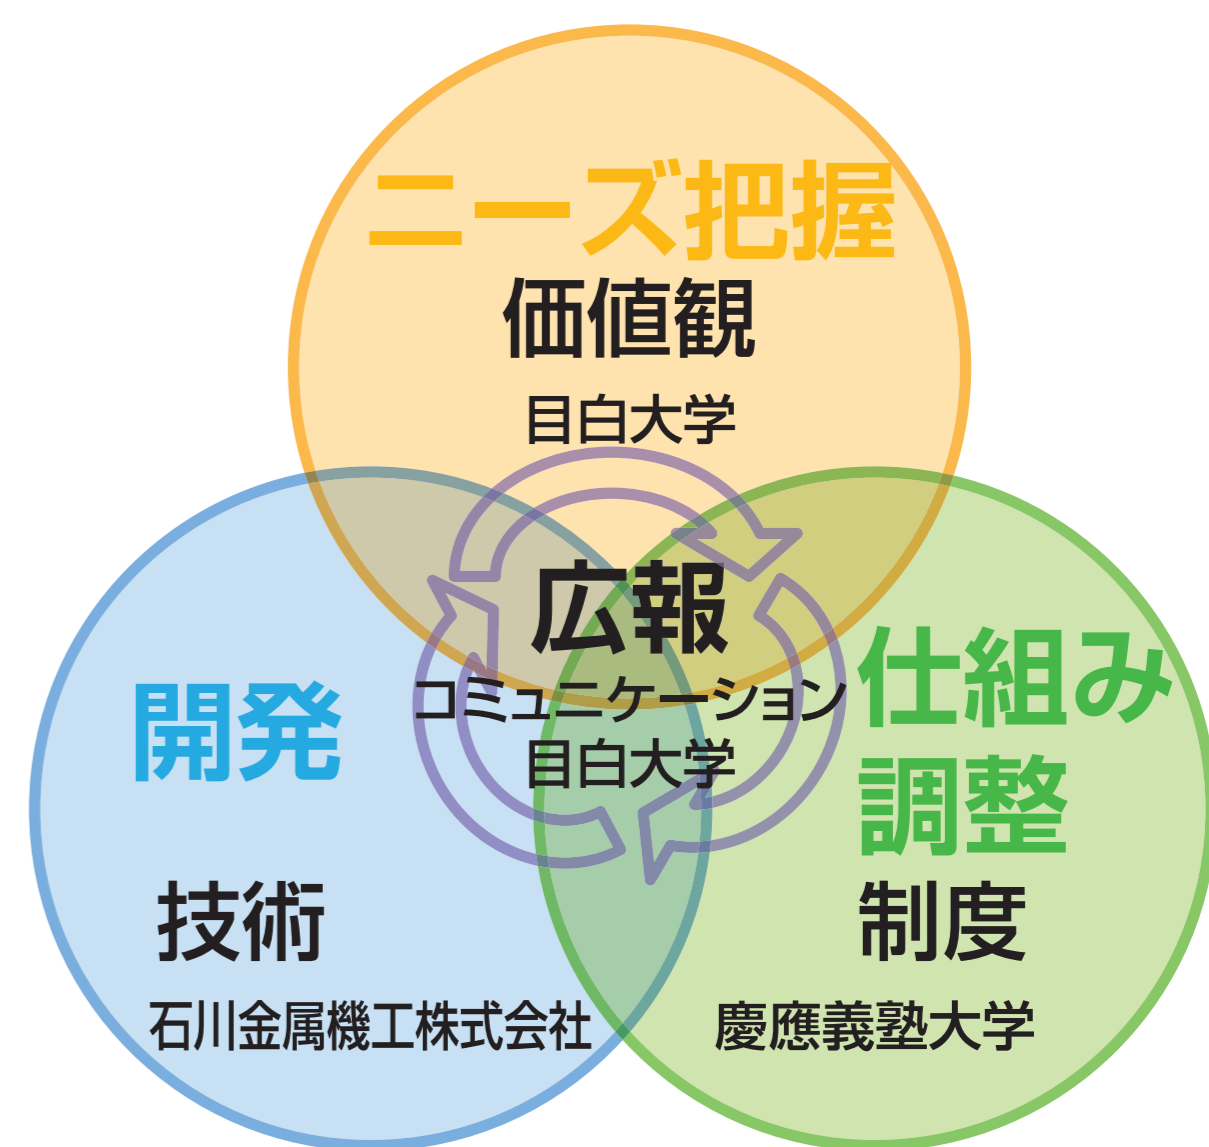 ニーズ把握
価値観
目白大学
広報
コミュニケーション
目白大学
開発
技術
石川金属機工株式会社
仕組み
調整
制度
慶應義塾大学